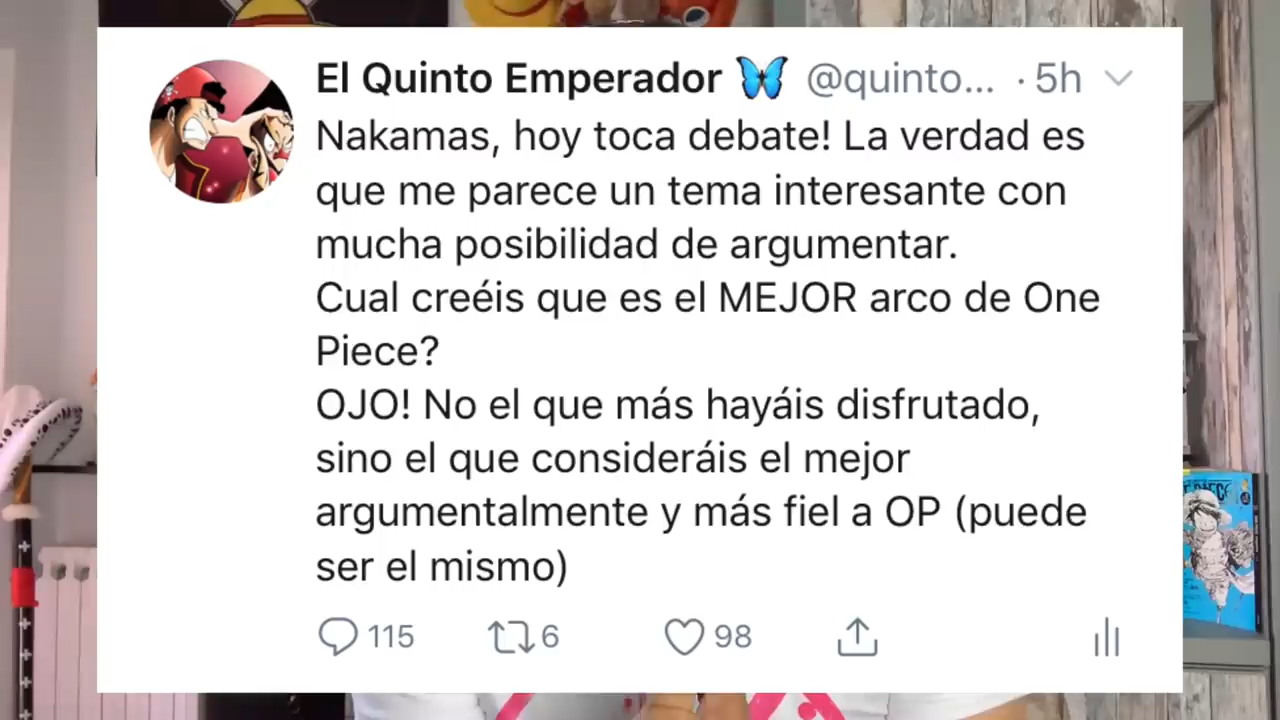 El Quinto Emperador 🦋 @quinto... · 5h
Nakamas, hoy toca debate! La verdad es
que me parece un tema interesante con
mucha posibilidad de argumentar.
Cual creéis que es el MEJOR arco de One
Piece?
OJO! No el que más hayáis disfrutado,
sino el que consideráis el mejor
argumentalmente y más fiel a OP (puede
ser el mismo)
115 6 98